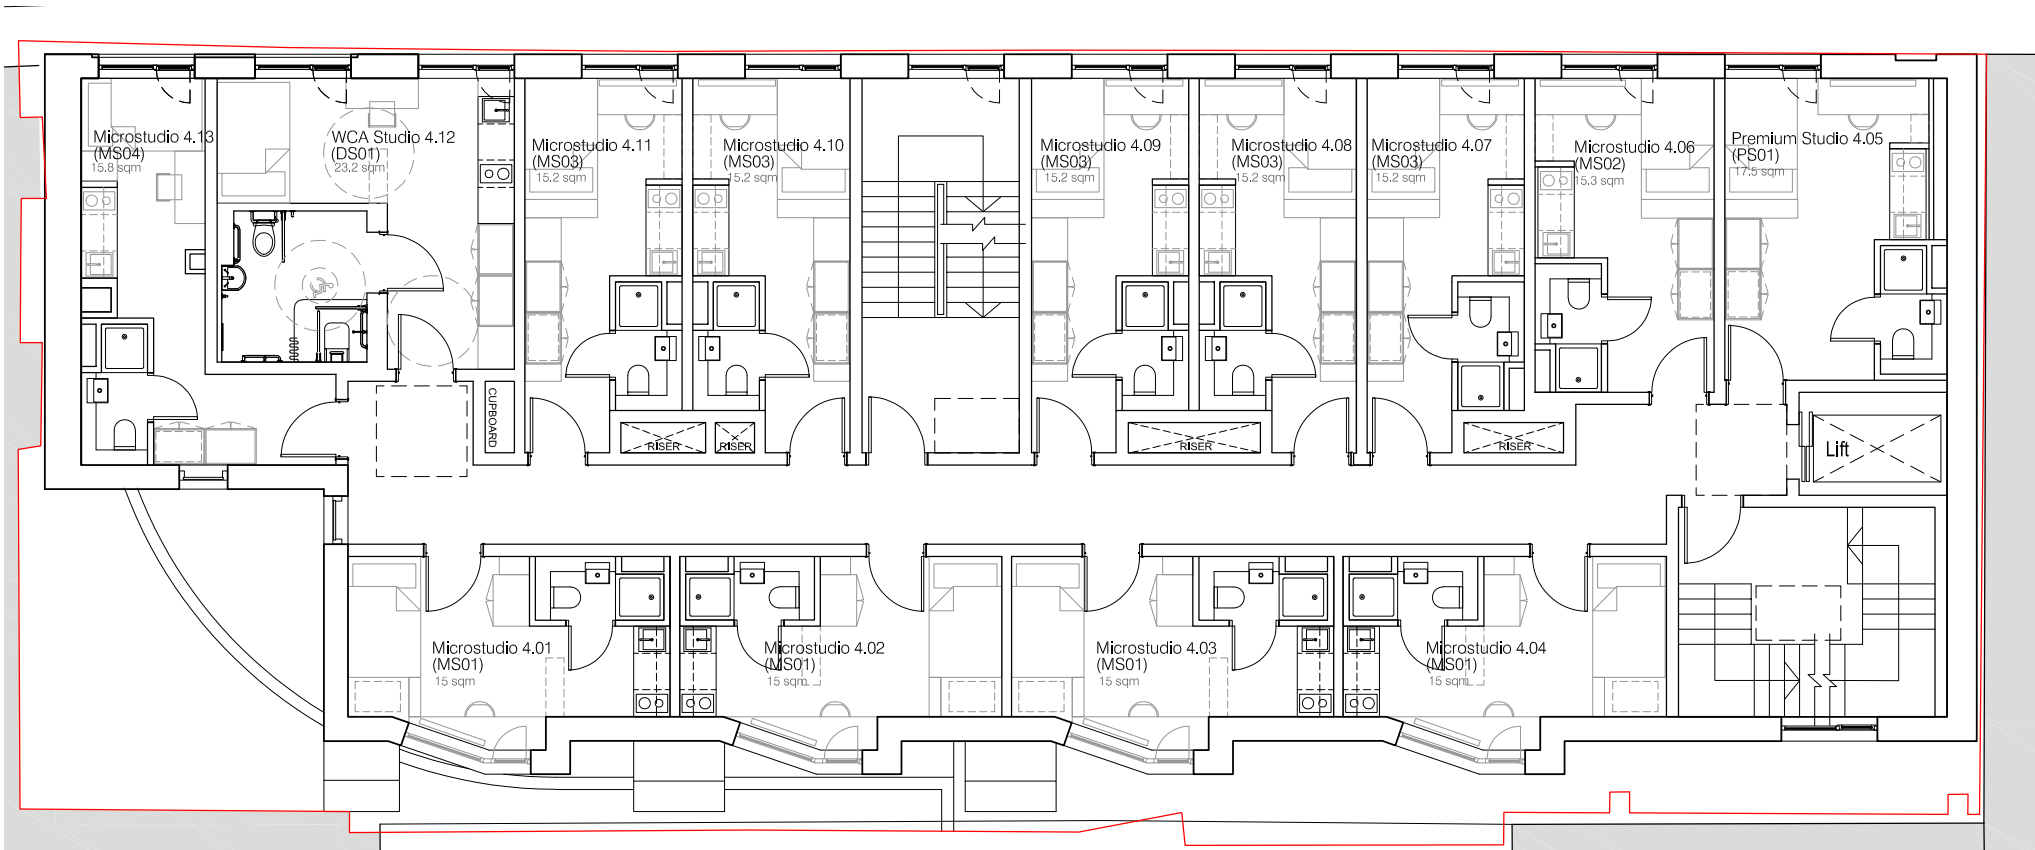 Microstudio 4.13
(MS04)
15.8 sqm
WCA Studio 4.12
(DS01)
23.2 sqm
Microstudio 4.11
(MS03)
15.2 sqm
Microstudio 4.10
(MS03)
15.2 sqm
Microstudio 4.09
(MS03)
15.2 sqm
Microstudio 4.08
(MS03)
15.2 sqm
Microstudio 4.07
(MS03)
15.2 sqm
Microstudio 4.06
(MS02)
15.3 sqm
Premium Studio 4.05
(PS01)
17.5 sqm
CUPBOARD
RISER
RISER
RISER
RISER
Lift
Microstudio 4.01
(MS01)
15 sqm
Microstudio 4.02
(MS01)
15 sqm
Microstudio 4.03
(MS01)
15 sqm
Microstudio 4.04
(MS01)
15 sqm